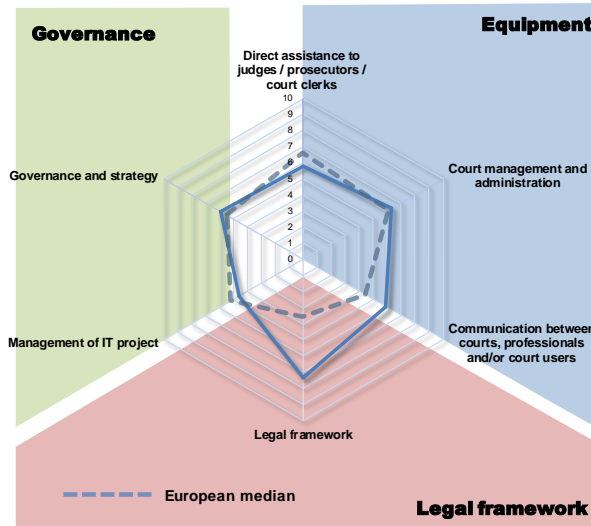 Governance
Equipment
Direct assistance to
judges / prosecutors /
court clerks
10
9
8
7
6
5
4
3
2
1
0
Governance and strategy
Court management and
administration
Management of IT project
Communication between
courts, professionals
and/or court users
Legal framework
European median
Legal framework